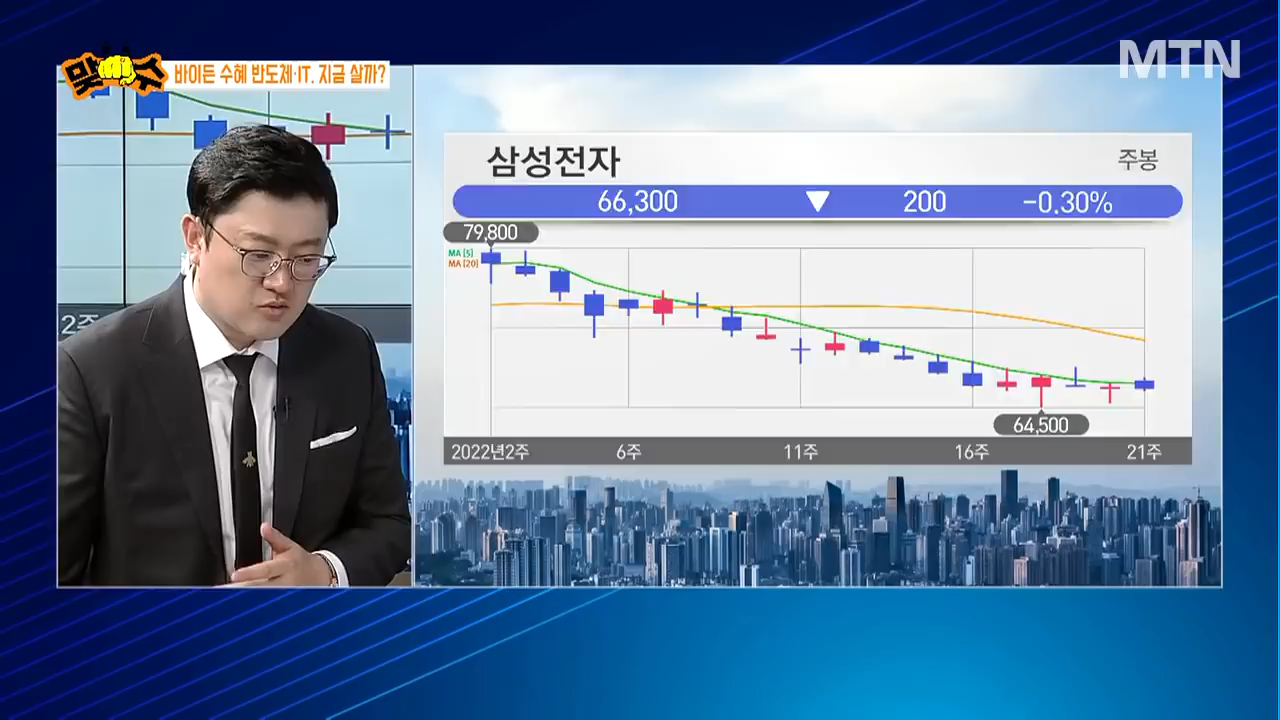 맞수
바이든 수혜 반도체·IT. 지금 살까?
MTN
2주
삼성전자
주봉
66,300 ▼ 200 -0.30%
79,800
MA [5]
MA [20]
64,500
2022년2주 6주 11주 16주 21주